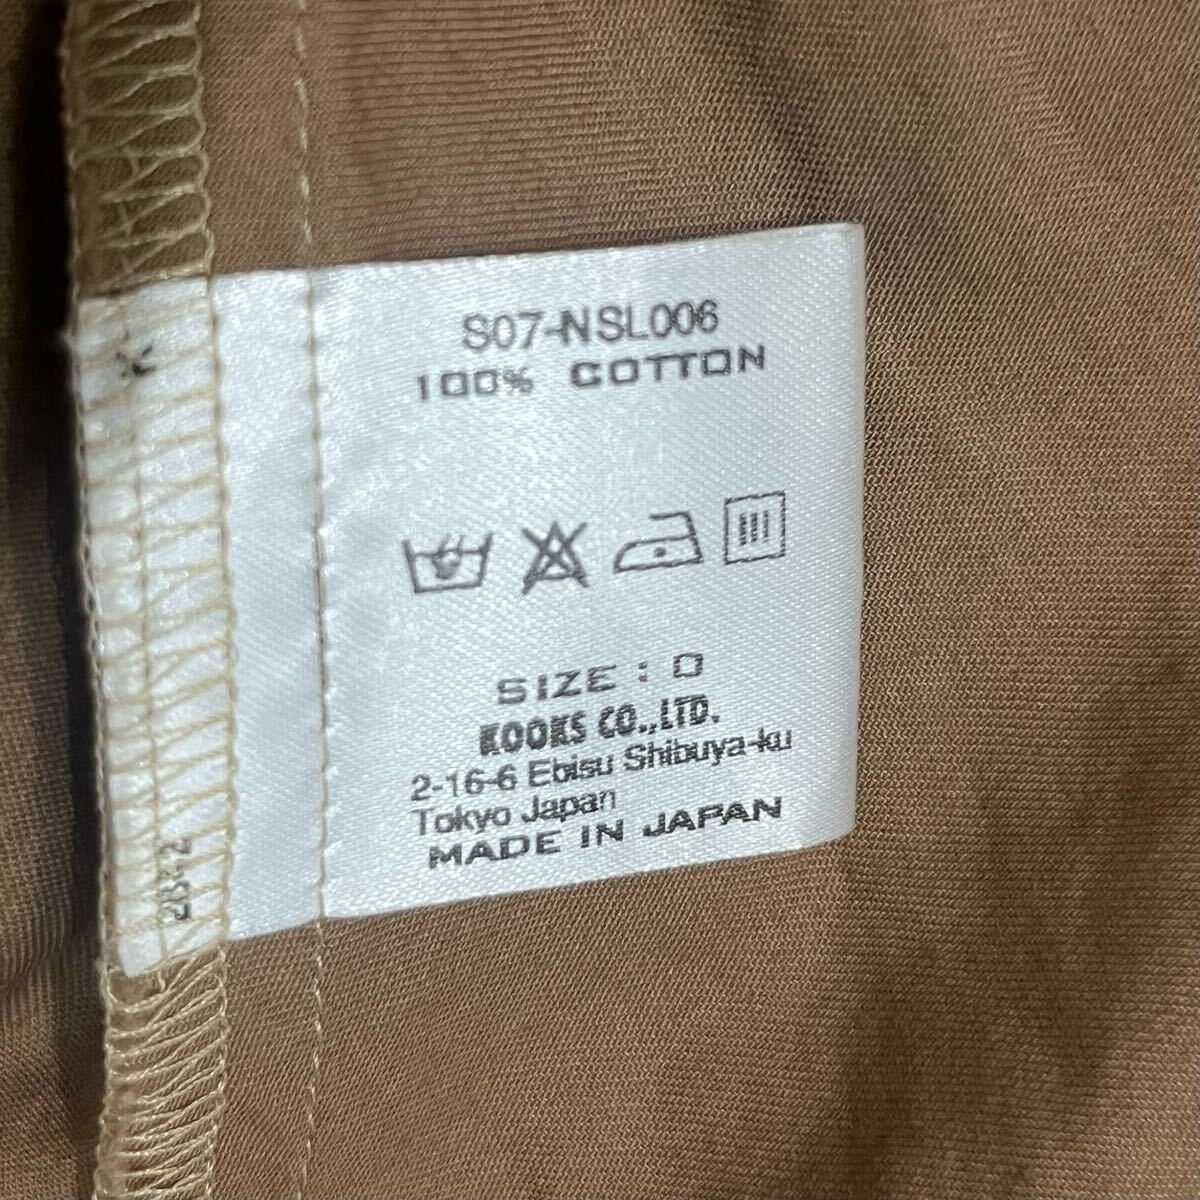 S07-NSL006
100% COTTON
SIZE : 0
KOOKS CO.,LTD.
2-16-6 Ebisu Shibuya-ku
Tokyo Japan
MADE IN JAPAN